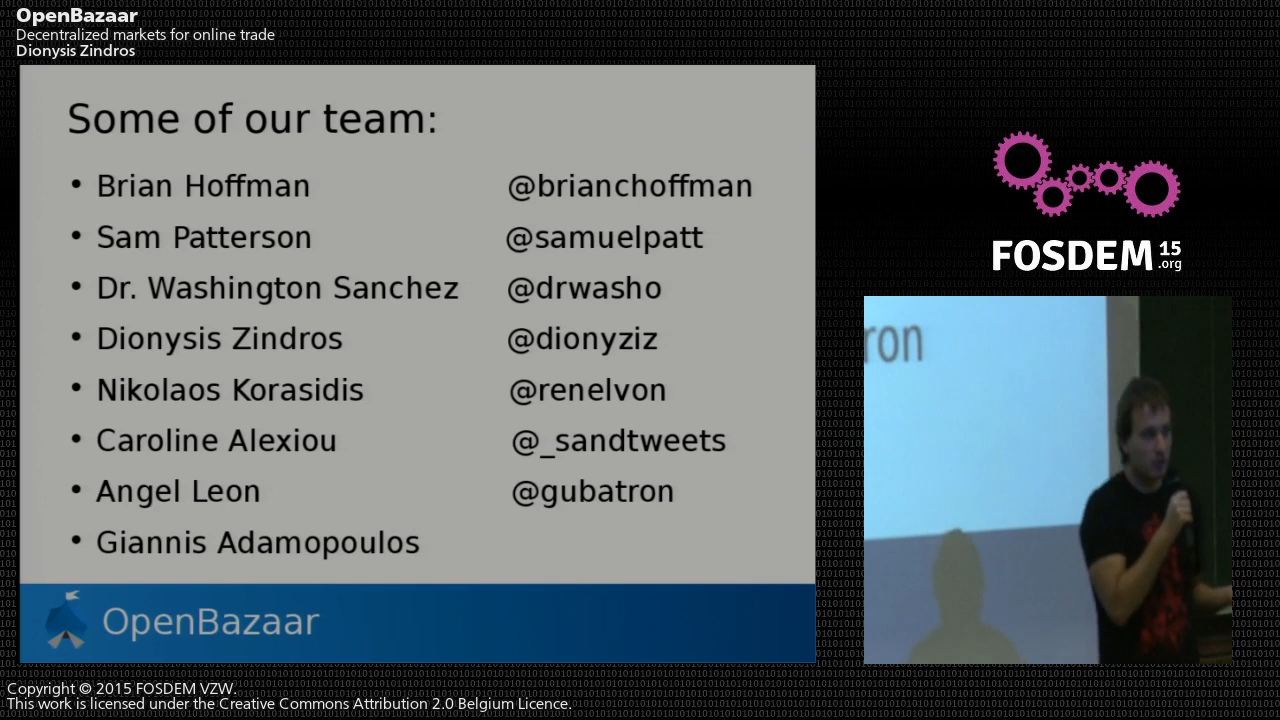 OpenBazaar
Decentralized markets for online trade
Dionysis Zindros
Some of our team:
• Brian Hoffman @brianchoffman
• Sam Patterson @samuelpatt
• Dr. Washington Sanchez @drwasho
• Dionysis Zindros @dionyziz
• Nikolaos Korasidis @renelvon
• Caroline Alexiou @_sandtweets
• Angel Leon @gubatron
• Giannis Adamopoulos
OpenBazaar
FOSDEM 15
.org
ron
Copyright © 2015 FOSDEM VZW.
This work is licensed under the Creative Commons Attribution 2.0 Belgium Licence.